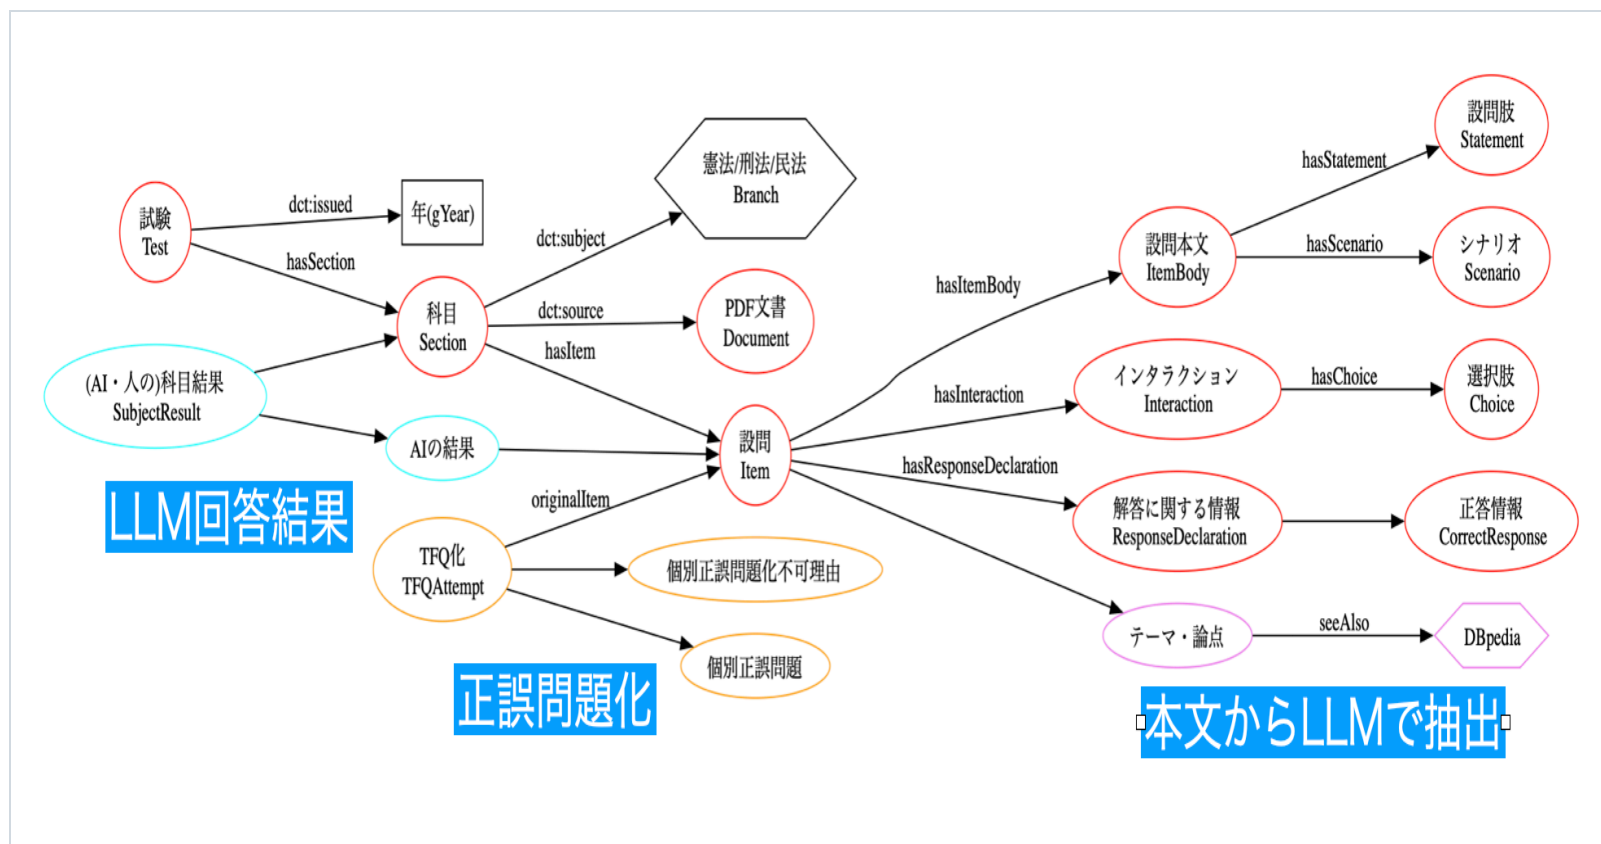 試験
Test
dct:issued
年(gYear)
hasSection
科目
Section
(AI・人の)科目結果
SubjectResult
AIの結果
LLM回答結果
dct:subject
憲法/刑法/民法
Branch
dct:source
PDF文書
Document
hasItem
設問
Item
originalItem
TFQ化
TFQAttempt
個別正誤問題化不可理由
個別正誤問題
正誤問題化
hasItemBody
設問本文
ItemBody
hasStatement
設問肢
Statement
hasScenario
シナリオ
Scenario
hasInteraction
インタラクション
Interaction
hasChoice
選択肢
Choice
hasResponseDeclaration
解答に関する情報
ResponseDeclaration
正答情報
CorrectResponse
テーマ・論点
seeAlso
DBpedia
本文からLLMで抽出